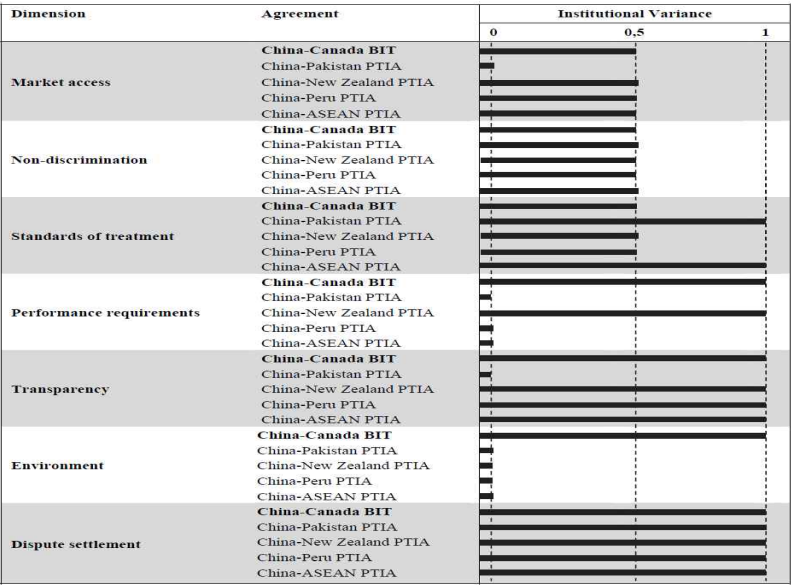 Dimension Agreement Institutional Variance
0 0,5 1
China-Canada BIT
China-Pakistan PTIA
Market access China-New Zealand PTIA
China-Peru PTIA
China-ASEAN PTIA
China-Canada BIT
China-Pakistan PTIA
Non-discrimination China-New Zealand PTIA
China-Peru PTIA
China-ASEAN PTIA
China-Canada BIT
China-Pakistan PTIA
Standards of treatment China-New Zealand PTIA
China-Peru PTIA
China-ASEAN PTIA
China-Canada BIT
China-Pakistan PTIA
Performance requirements China-New Zealand PTIA
China-Peru PTIA
China-ASEAN PTIA
China-Canada BIT
China-Pakistan PTIA
Transparency China-New Zealand PTIA
China-Peru PTIA
China-ASEAN PTIA
China-Canada BIT
China-Pakistan PTIA
Environment China-New Zealand PTIA
China-Peru PTIA
China-ASEAN PTIA
China-Canada BIT
China-Pakistan PTIA
Dispute settlement China-New Zealand PTIA
China-Peru PTIA
China-ASEAN PTIA